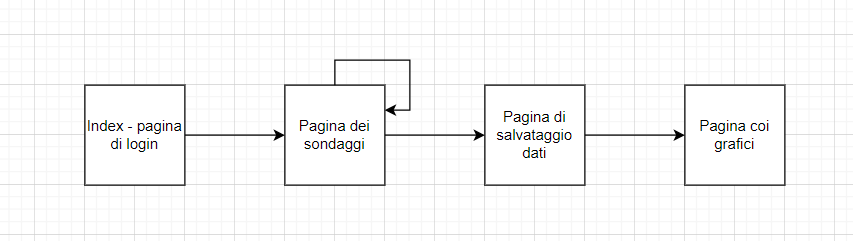 Index - pagina
di login
Pagina dei
sondaggi
Pagina di
salvataggio
dati
Pagina coi
grafici